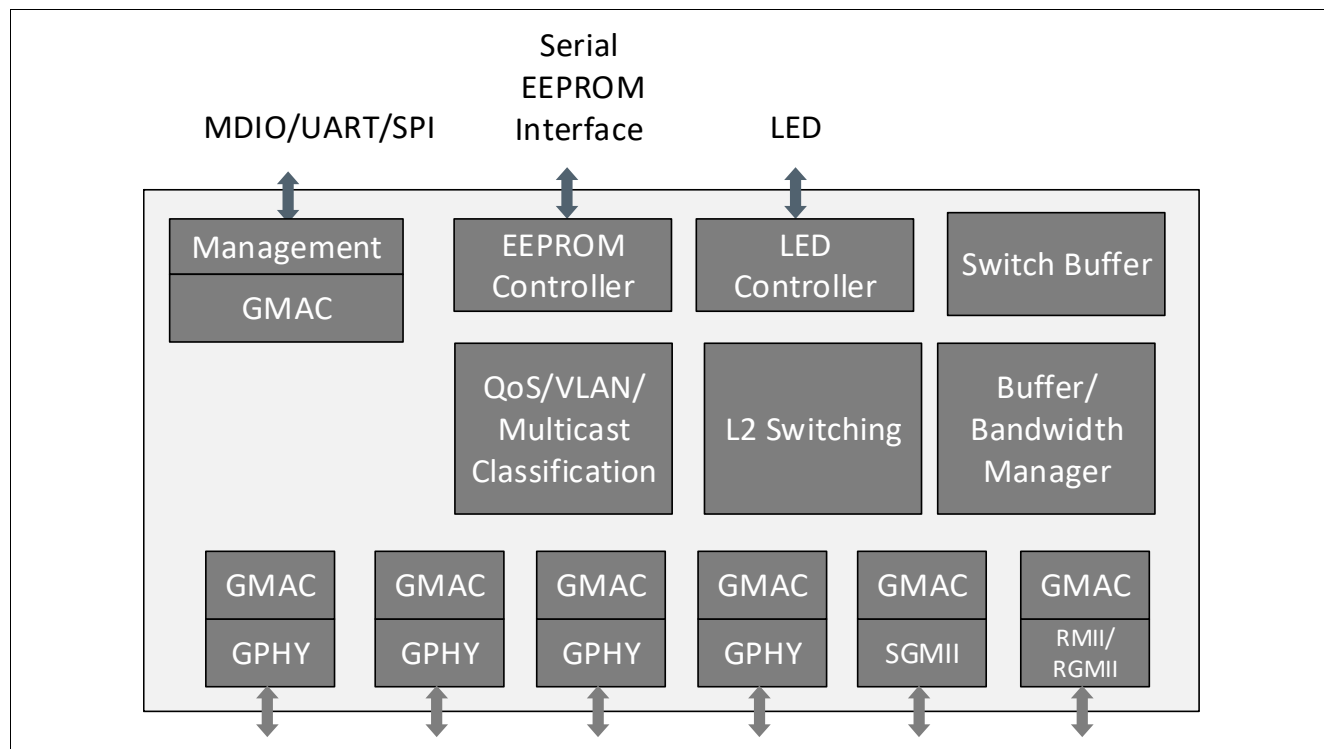 Serial
EEPROM
Interface
MDIO/UART/SPI
LED
Management
GMAC
EEPROM
Controller
LED
Controller
Switch Buffer
QoS/VLAN/
Multicast
Classification
L2 Switching
Buffer/
Bandwidth
Manager
GMAC
GPHY
GMAC
GPHY
GMAC
GPHY
GMAC
GPHY
GMAC
SGMII
GMAC
RMII/
RGMII